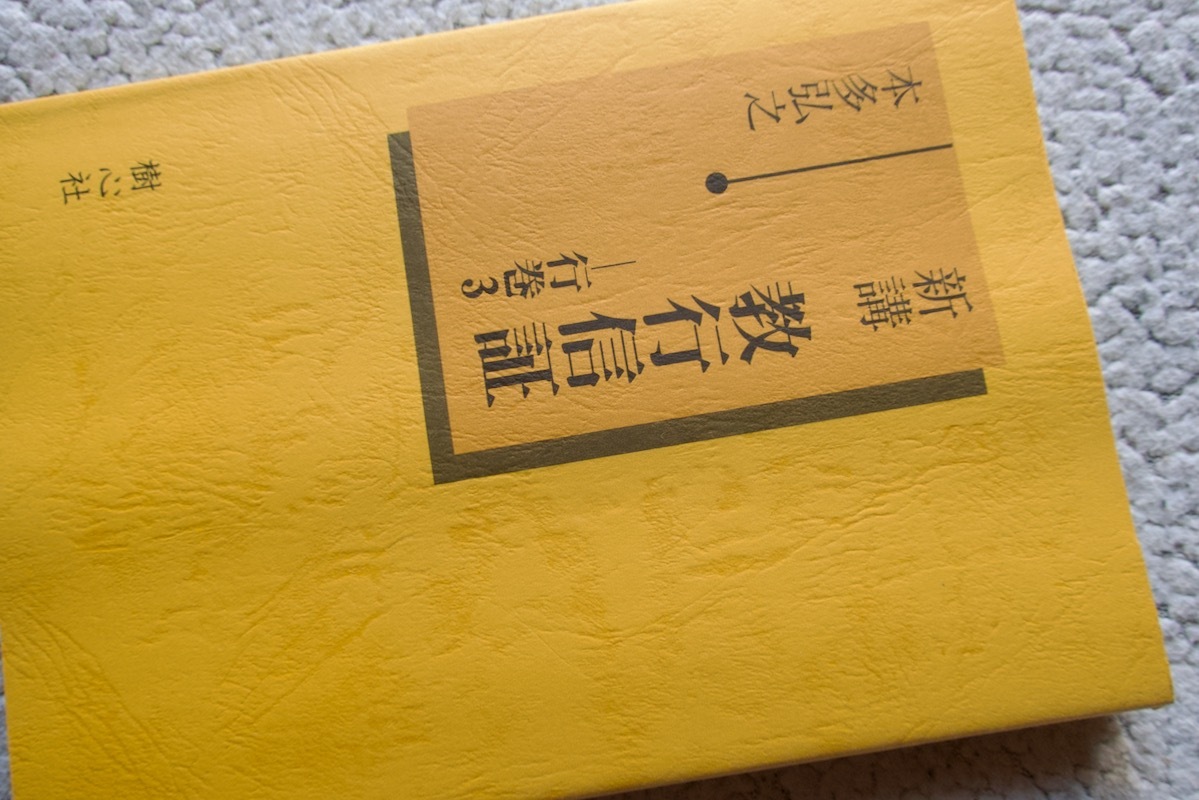 新講
教行信証
―行巻3
本多弘之
樹心社